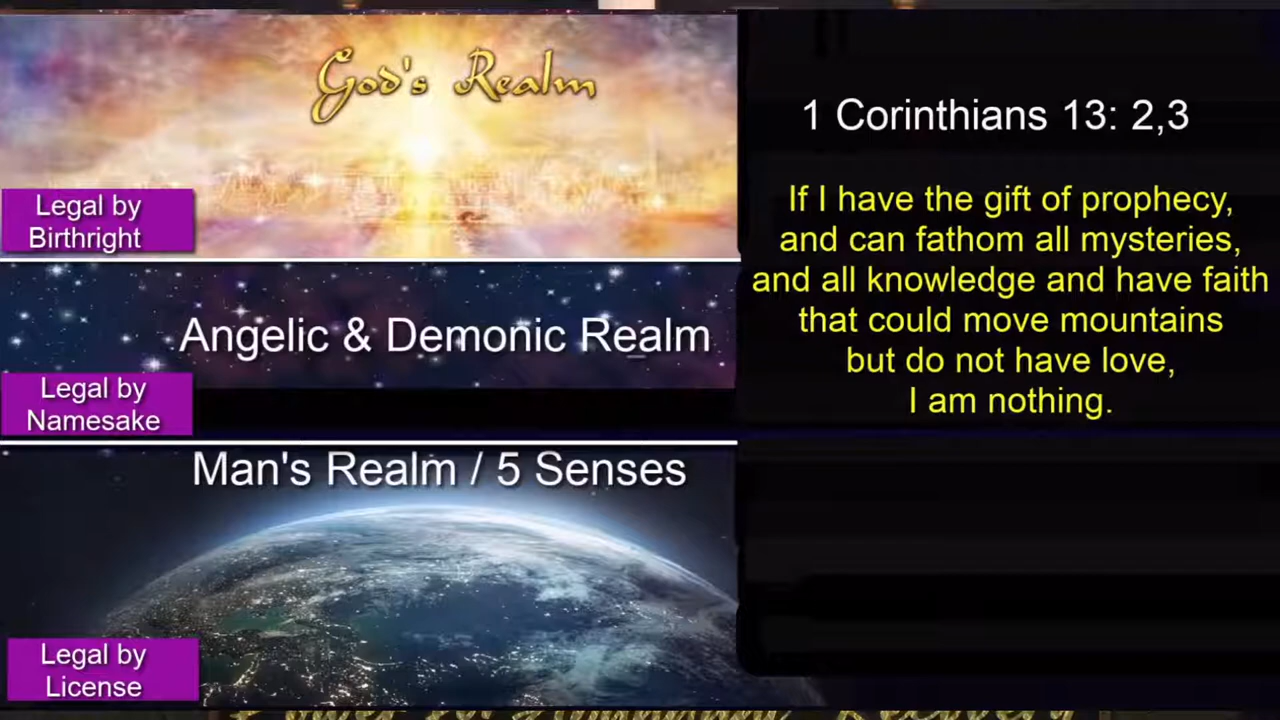 God's Realm
Legal by
Birthright
Angelic & Demonic Realm
Legal by
Namesake
Man's Realm / 5 Senses
Legal by
License
1 Corinthians 13: 2,3
If I have the gift of prophecy,
and can fathom all mysteries,
and all knowledge and have faith
that could move mountains
but do not have love,
I am nothing.